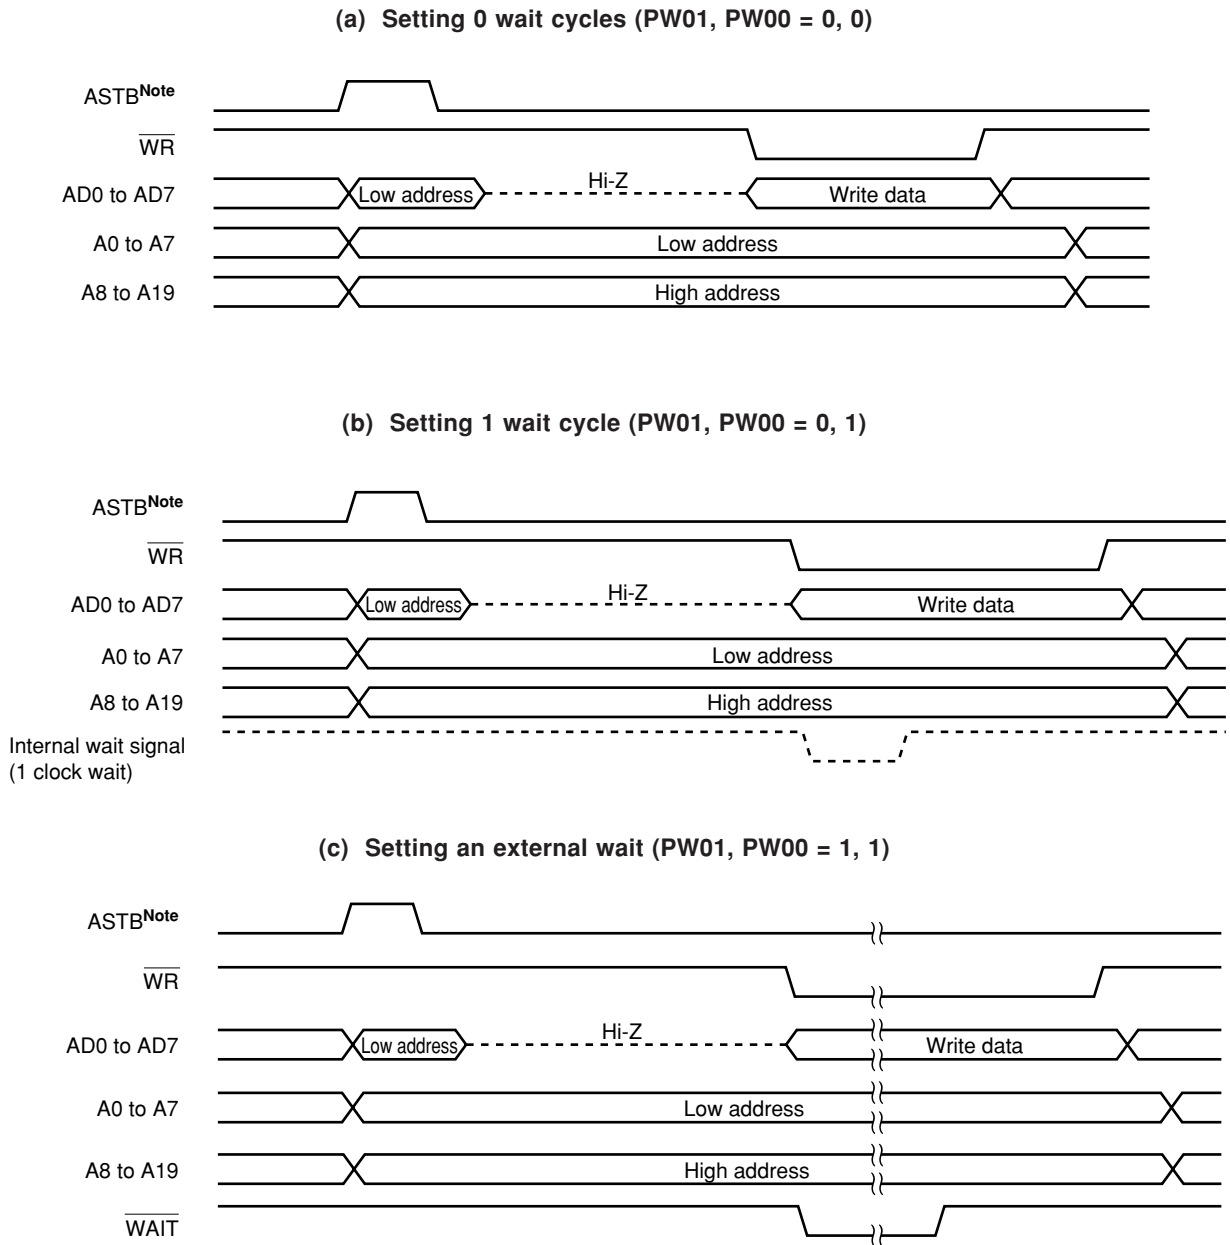 (a) Setting 0 wait cycles (PW01, PW00 = 0, 0)
ASTBNote
WR
AD0 to AD7 Low address Hi-Z Write data
A0 to A7 Low address
A8 to A19 High address
(b) Setting 1 wait cycle (PW01, PW00 = 0, 1)
ASTBNote
WR
AD0 to AD7 Low address Hi-Z Write data
A0 to A7 Low address
A8 to A19 High address
Internal wait signal
(1 clock wait)
(c) Setting an external wait (PW01, PW00 = 1, 1)
ASTBNote
WR
AD0 to AD7 Low address Hi-Z Write data
A0 to A7 Low address
A8 to A19 High address
WAIT